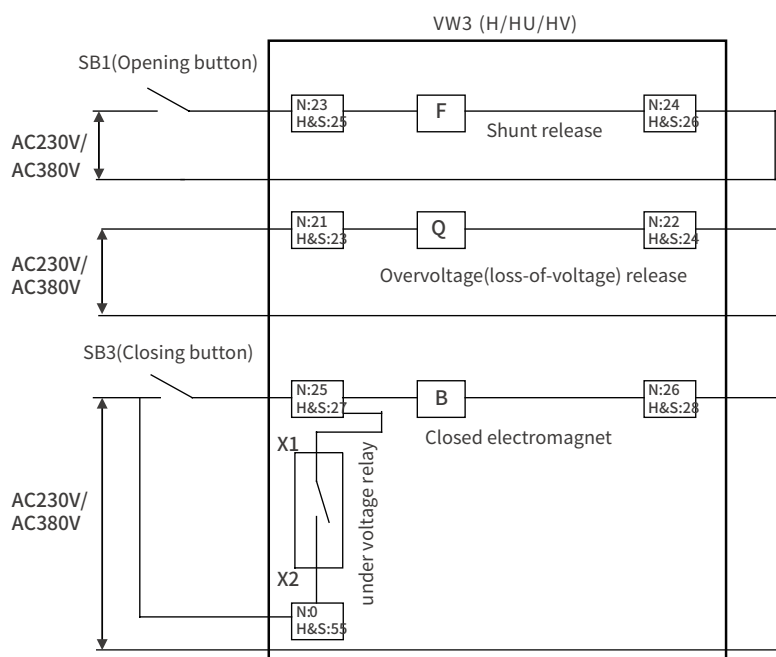 VW3 (H/HU/HV)
SB1(Opening button)
N:23
H&S:25
F
N:24
H&S:26
Shunt release
AC230V/
AC380V
N:21
H&S:23
Q
N:22
H&S:24
AC230V/
AC380V
Overvoltage(loss-of-voltage) release
SB3(Closing button)
N:25
H&S:27
B
N:26
H&S:28
Closed electromagnet
X1
under voltage relay
AC230V/
AC380V
X2
N:0
H&S:55